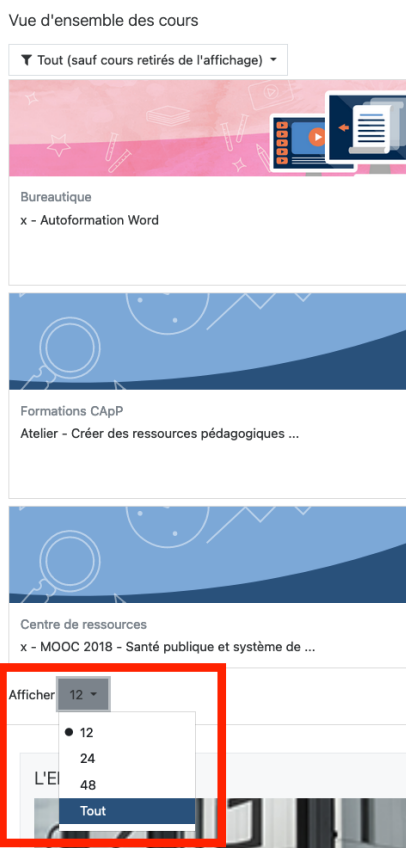 Vue d'ensemble des cours
Tout (sauf cours retirés de l'affichage)
Bureautique
x - Autoformation Word
Formations CApP
Atelier - Créer des ressources pédagogiques ...
Centre de ressources
x - MOOC 2018 - Santé publique et système de ...
Afficher 12
12
24
48
L'E
Tout